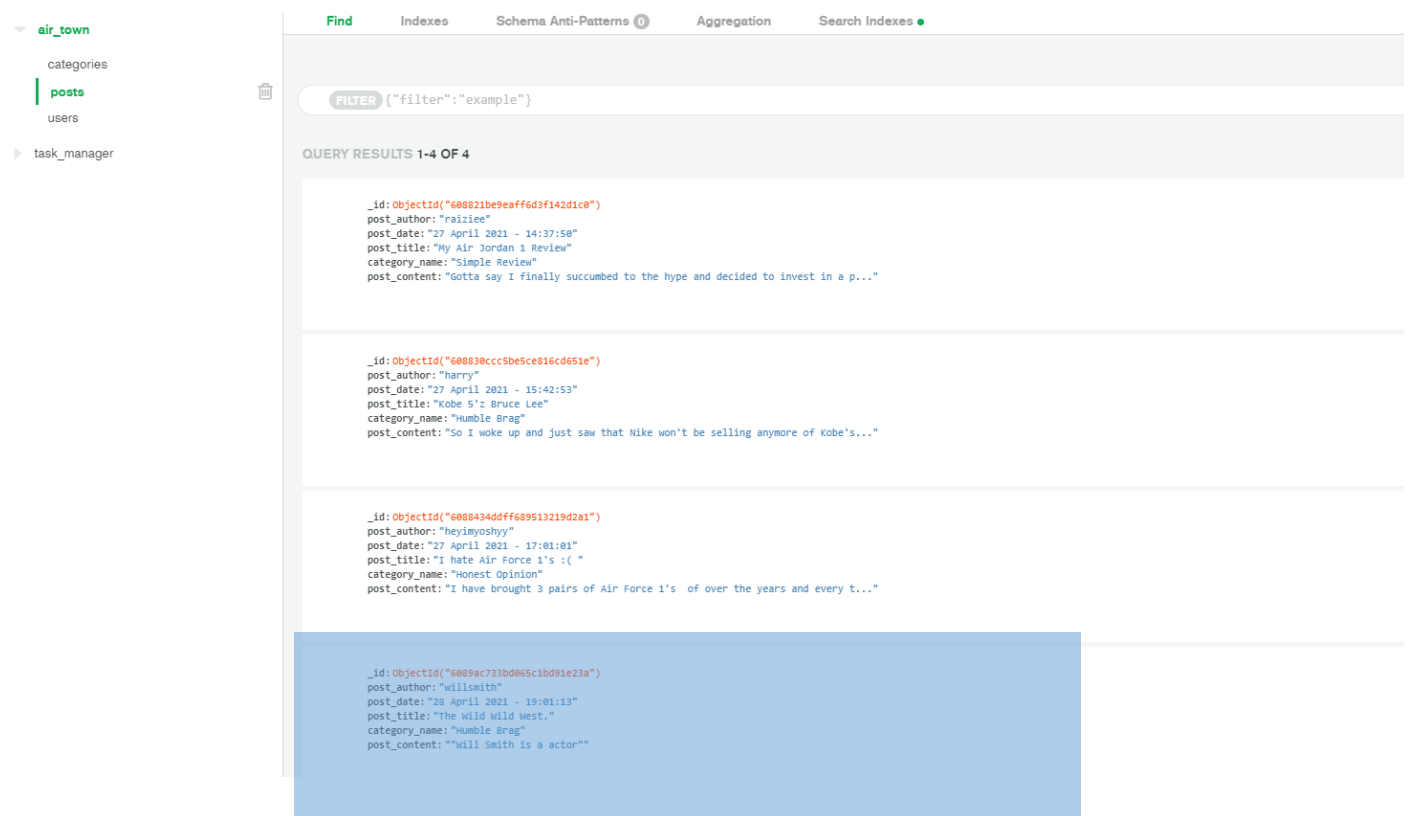 air_town
categories
posts
users
task_manager
Find Indexes Schema Anti-Patterns 0 Aggregation Search Indexes
FILTER {"filter":"example"}
QUERY RESULTS 1-4 OF 4
_id: ObjectId("608821be9eaff6d3f142d1c0")
post_author: "raiziee"
post_date: "27 April 2021 - 14:37:50"
post_title: "My Air Jordan 1 Review"
category_name: "Simple Review"
post_content: "Gotta say I finally succumbed to the hype and decided to invest in a p..."
_id: ObjectId("608830ccc5be5ce816cd651e")
post_author: "harry"
post_date: "27 April 2021 - 15:42:53"
post_title: "Kobe 5'z Bruce Lee"
category_name: "Humble Brag"
post_content: "So I woke up and just saw that Nike won't be selling anymore of Kobe's..."
_id: ObjectId("6088434ddff689513219d2a1")
post_author: "heyimyoshyy"
post_date: "27 April 2021 - 17:01:01"
post_title: "I hate Air Force 1's :( "
category_name: "Honest Opinion"
post_content: "I have brought 3 pairs of Air Force 1's  of over the years and every t..."
_id: ObjectId("6089ac733bd065c1bd91e23a")
post_author: "willsmith"
post_date: "28 April 2021 - 19:01:13"
post_title: "The Wild Wild West."
category_name: "Humble Brag"
post_content: ""Will Smith is a actor""